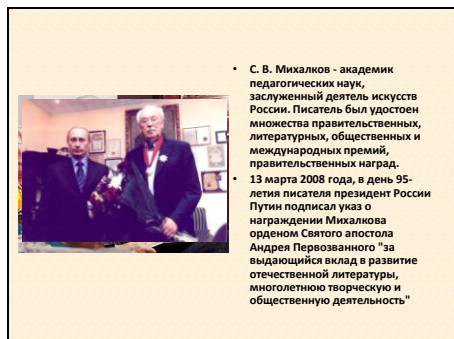 • С. В. Михалков - академик
педагогических наук,
заслуженный деятель искусств
России. Писатель был удостоен
множества правительственных,
литературных, общественных и
международных премий,
правительственных наград.
• 13 марта 2008 года, в день 95-
летия писателя президент России
Путин подписал указ о
награждении Михалкова
орденом Святого апостола
Андрея Первозванного "за
выдающийся вклад в развитие
отечественной литературы,
многолетнюю творческую и
общественную деятельность"